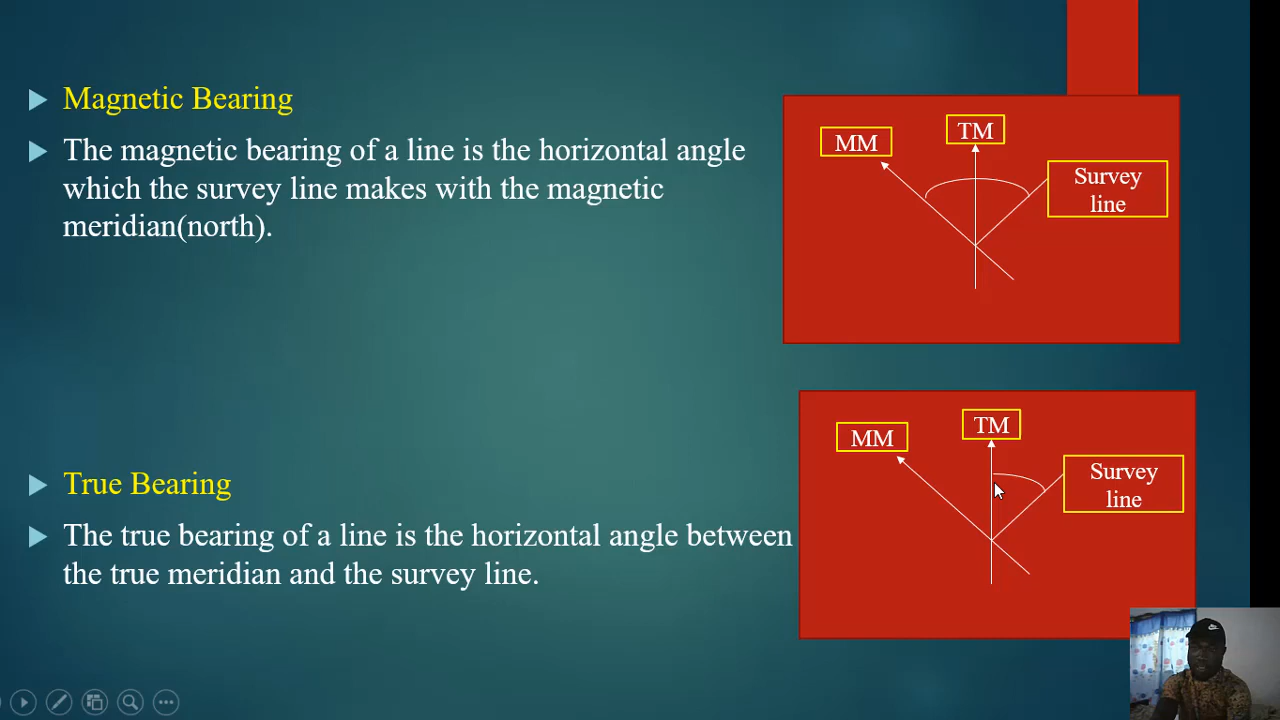 Magnetic Bearing
The magnetic bearing of a line is the horizontal angle
which the survey line makes with the magnetic
meridian(north).
MM
TM
Survey
line
True Bearing
The true bearing of a line is the horizontal angle between
the true meridian and the survey line.
MM
TM
Survey
line